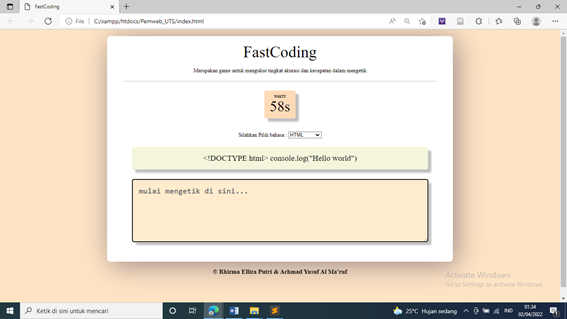 FastCoding
File
C:/xampp/htdocs/Pemweb_UTS/index.html
FastCoding
Merupakan game untuk mengukur tingkat akurasi dan kecepatan dalam mengetik
WAKTU
58s
Silahkan Pilih bahasa : HTML
<!DOCTYPE html> console.log("Hello world")
mulai mengetik di sini...
© Rhizma Elliza Putri & Achmad Yusuf Al Ma'ruf
Activate Windows
Go to Settings to activate Windows.
Ketik di sini untuk mencari
25°C Hujan sedang
IND
01.34
02/04/2022